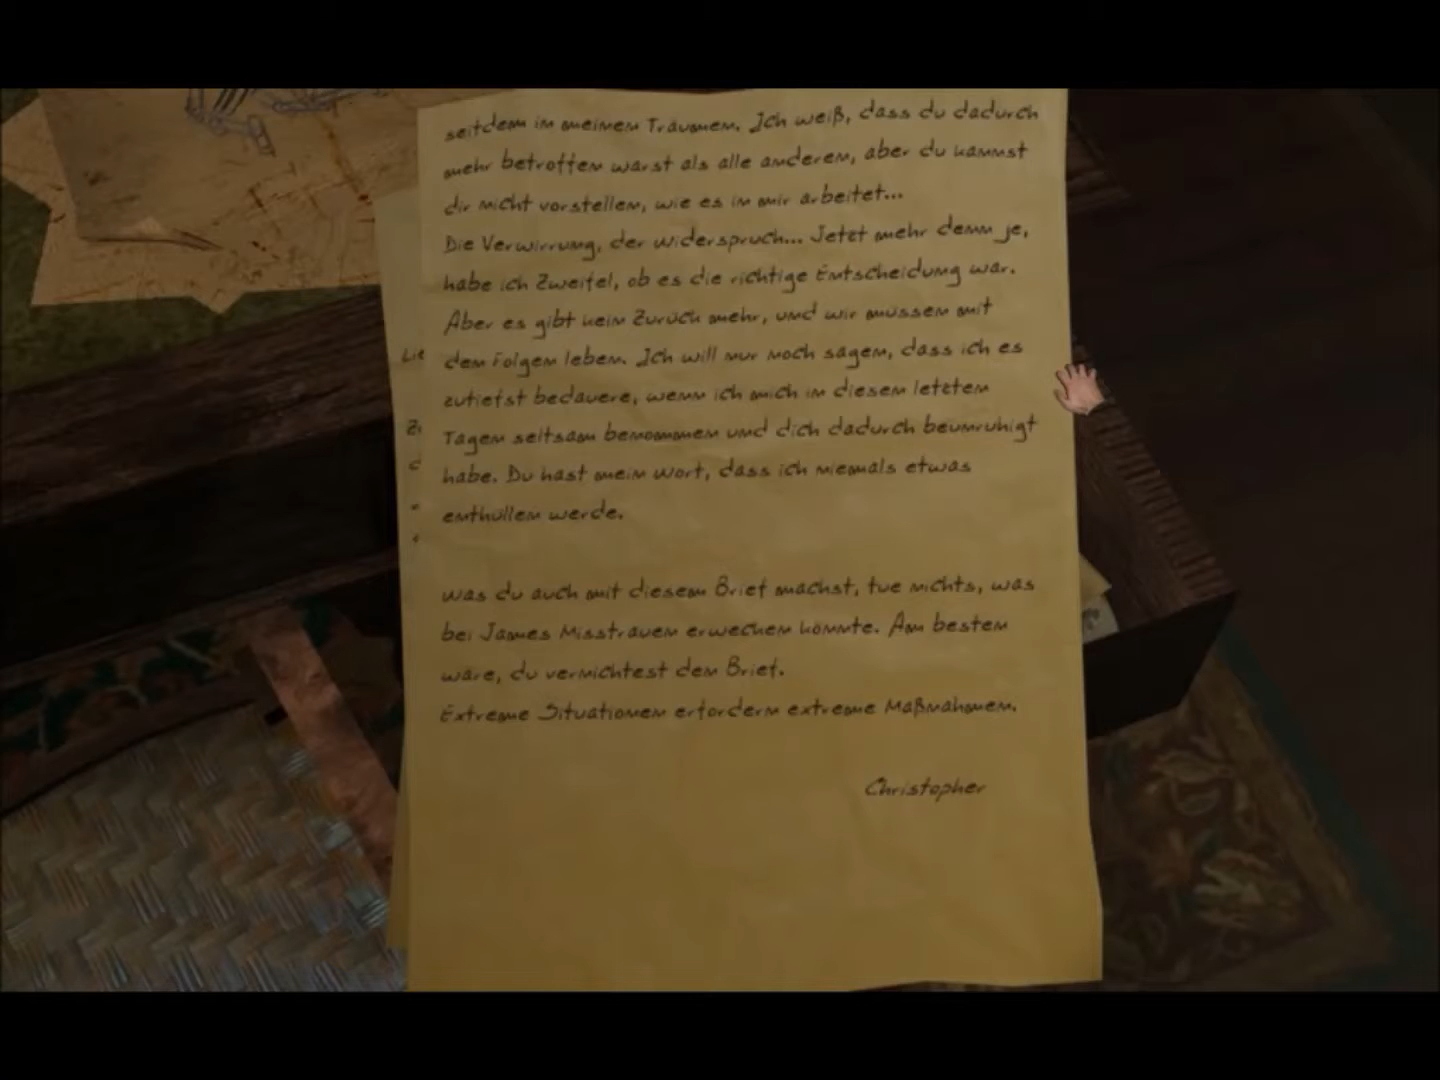 seitdem in meinen Träumen. Ich weiß, dass du dadurch
mehr betroffen warst als alle anderen, aber du kannst
dir nicht vorstellen, wie es in mir arbeitet...
Die Verwirrung, der Widerspruch... Jetzt mehr denn je,
habe ich Zweifel, ob es die richtige Entscheidung war.
Aber es gibt kein Zurück mehr, und wir müssen mit
den Folgen leben. Ich will nur noch sagen, dass ich es
zutiefst bedauere, wenn ich mich in diesen letzten
Tagen seltsam benommen und dich dadurch beunruhigt
habe. Du hast mein Wort, dass ich niemals etwas
enthüllen werde.
Was du auch mit diesem Brief machst, tue nichts, was
bei James Misstrauen erwecken könnte. Am besten
wäre, du vernichtest den Brief.
Extreme Situationen erfordern extreme Maßnahmen.
Christopher